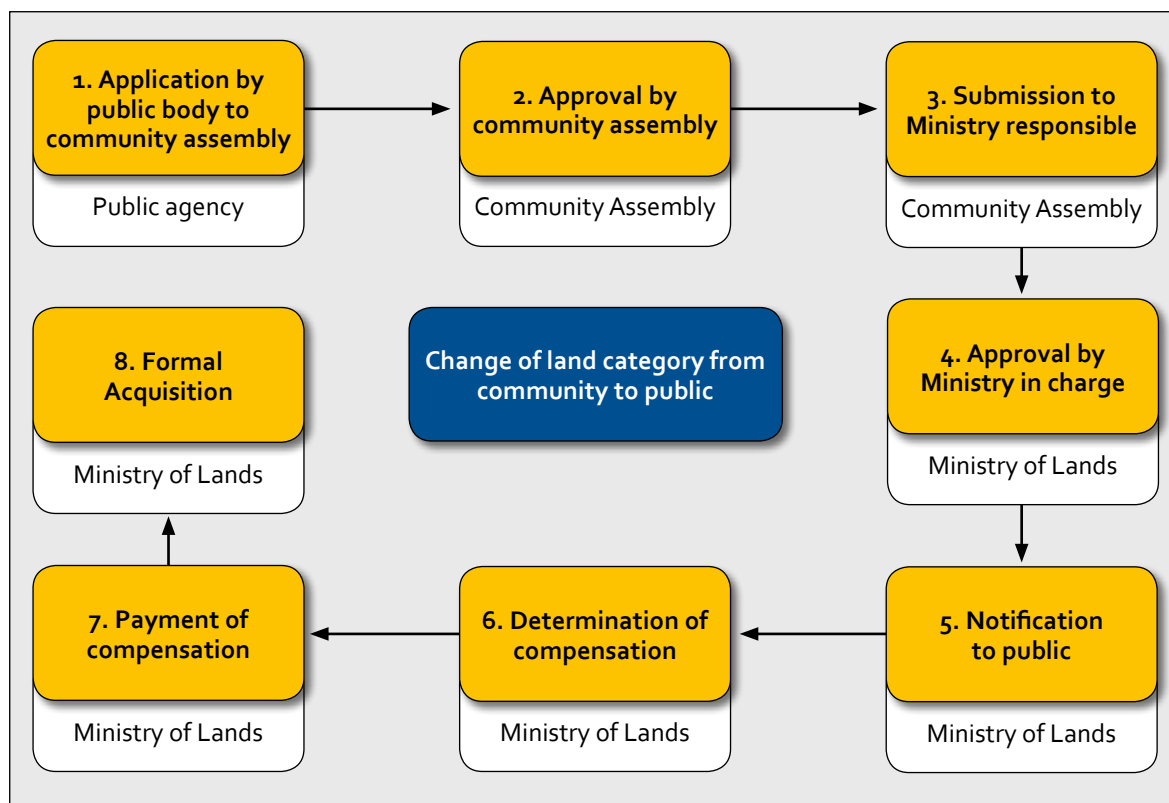 1. Application by
public body to
community assembly
Public agency
2. Approval by
community assembly
Community Assembly
3. Submission to
Ministry responsible
Community Assembly
4. Approval by
Ministry in charge
Ministry of Lands
5. Notification
to public
Ministry of Lands
6. Determination of
compensation
Ministry of Lands
7. Payment of
compensation
Ministry of Lands
8. Formal
Acquisition
Ministry of Lands
Change of land category from
community to public